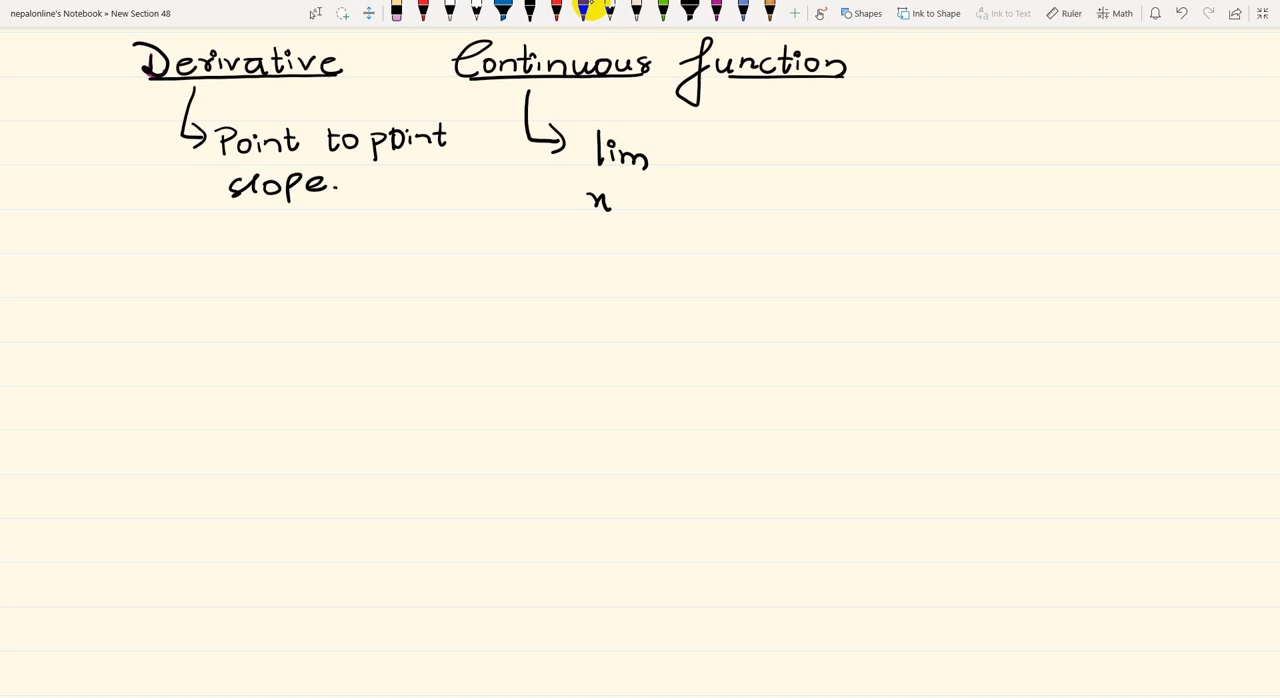 nepalonline's Notebook » New Section 48
Shapes
Ink to Shape
Ink to Text
Ruler
Math
Derivative Continuous function
Point to point
slope.
lim
x